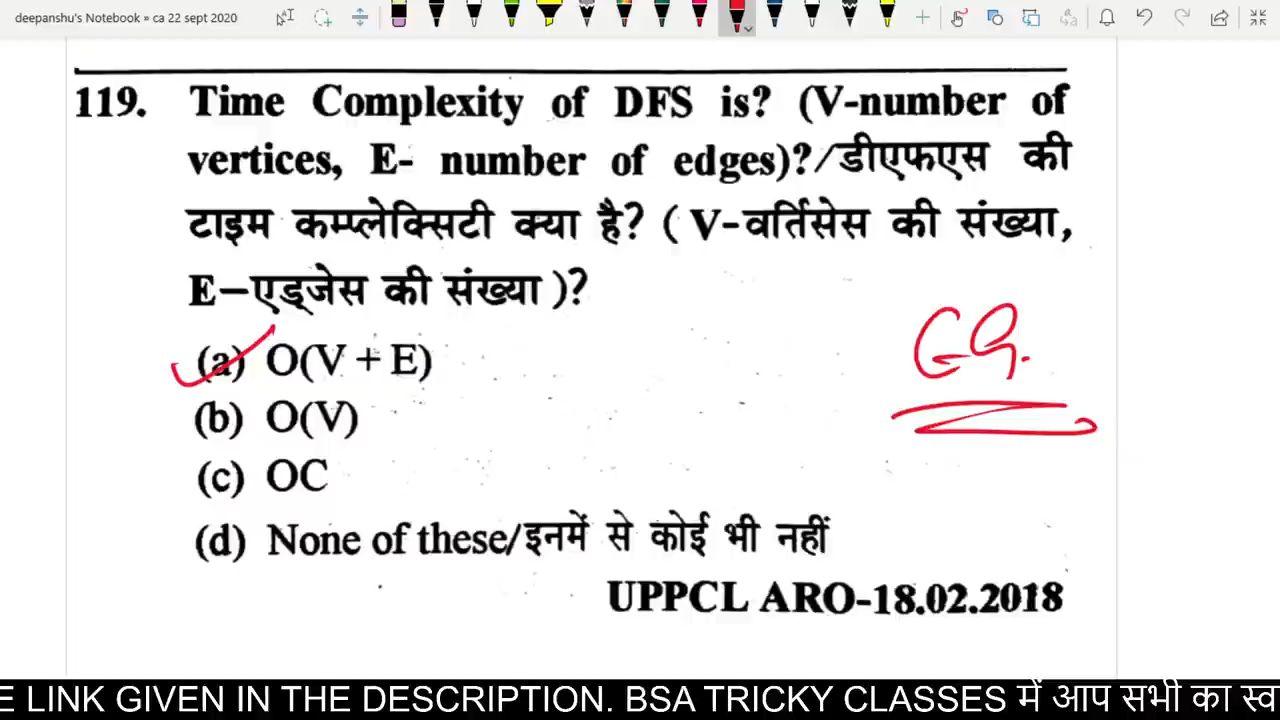 deepanshu's Notebook » ca 22 sept 2020
119. Time Complexity of DFS is? (V-number of
vertices, E- number of edges)?/डीएफएस की
टाइम कम्प्लेक्सिटी क्या है? (V-वर्तिसेस की संख्या,
E-एड्जेस की संख्या)?
(a) O(V + E)
(b) O(V)
(c) OC
(d) None of these/इनमें से कोई भी नहीं
UPPCL ARO-18.02.2018
E LINK GIVEN IN THE DESCRIPTION. BSA TRICKY CLASSES में आप सभी का स्व